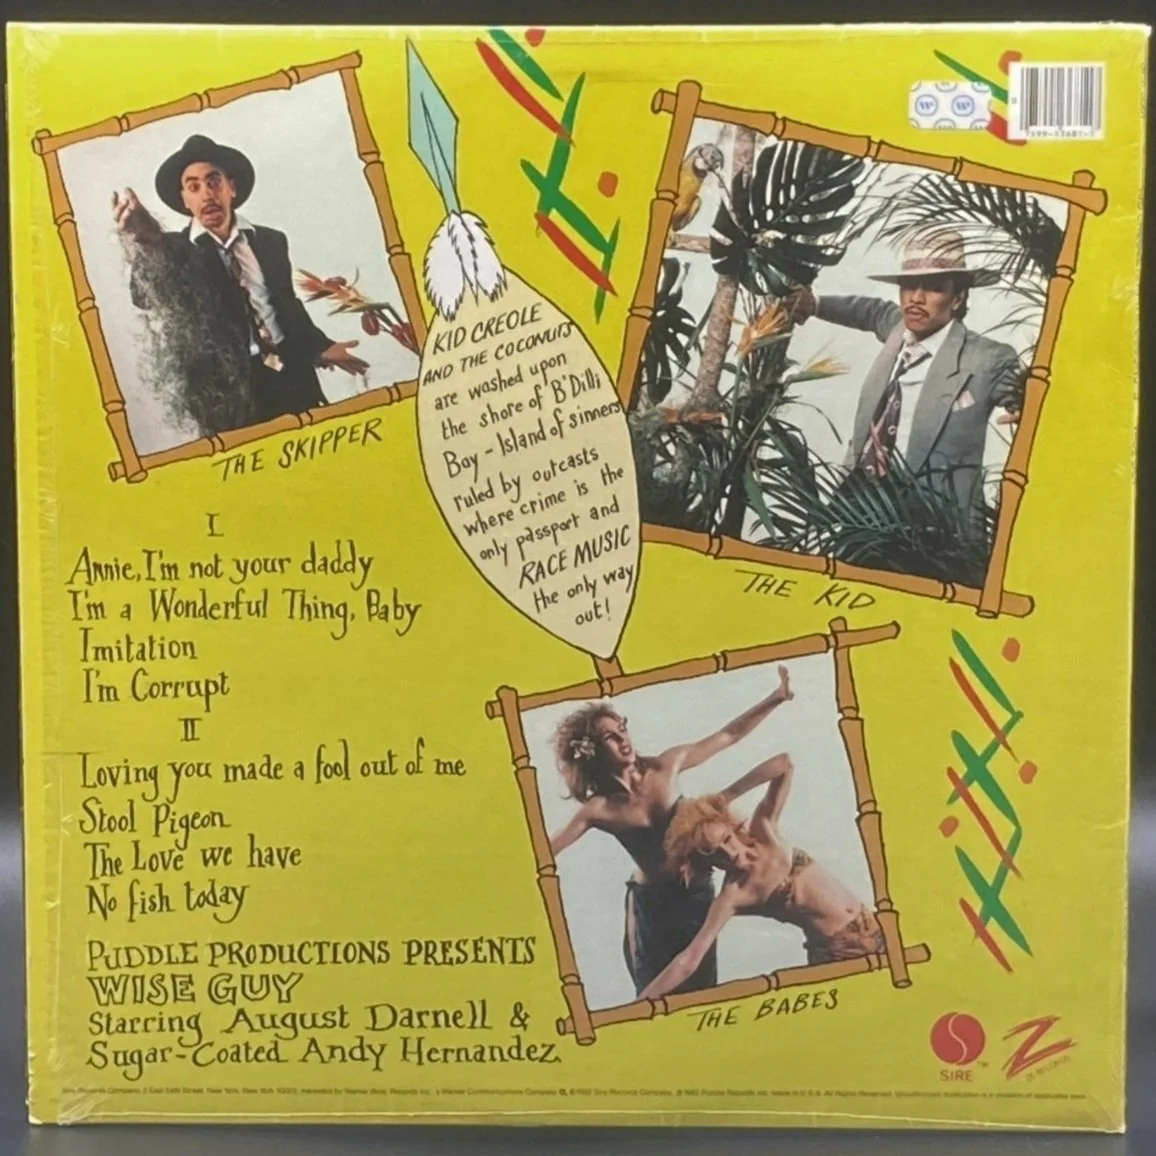 KID CREOLE
AND THE COCONUTS
are washed upon
the shore of B'Dilli
Bay - Island of sinners
ruled by outcasts
where crime is the
only passport and
RACE MUSIC
the only way
out!
THE SKIPPER
THE KID
I
Annie, I'm not your daddy
I'm a Wonderful Thing, Baby
Imitation
I'm Corrupt
II
Loving you made a fool out of me
Stool Pigeon
The Love we have
No fish today
THE BABES
PUDDLE PRODUCTIONS PRESENTS
WISE GUY
Starring August Darnell &
Sugar-Coated Andy Hernandez
SIRE™
Z